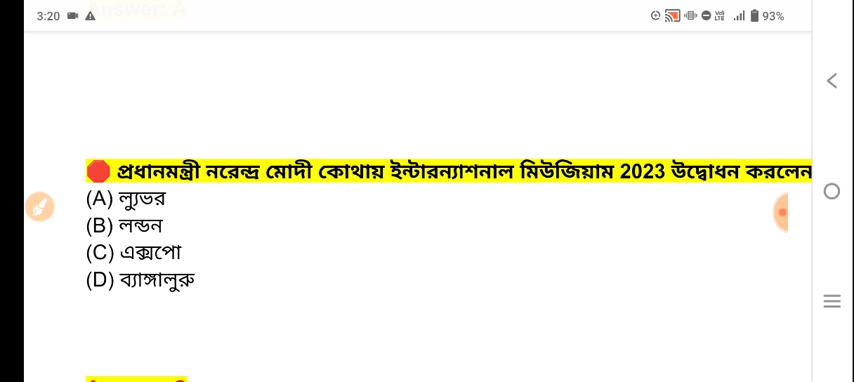 Answer: A
3:20 93%
প্রধানমন্ত্রী নরেন্দ্র মোদী কোথায় ইন্টারন্যাশনাল মিউজিয়াম 2023 উদ্বোধন করলেন
(A) ল্যুভর
(B) লন্ডন
(C) এক্সপো
(D) ব্যাঙ্গালুরু